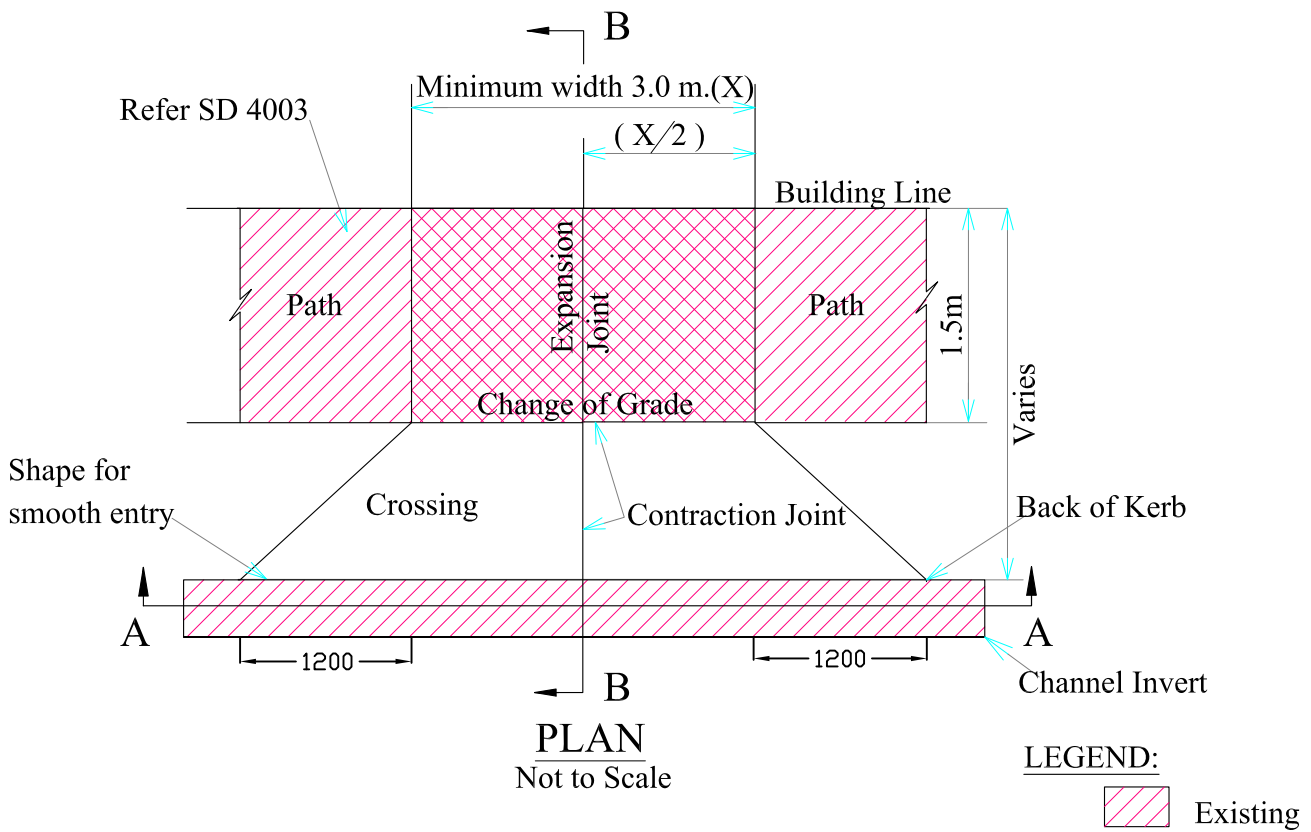 B
Minimum width 3.0 m.(X)
Refer SD 4003
( X/2 )
Building Line
Expansion
Joint
Path
Path
1.5m
Varies
Change of Grade
Shape for
smooth entry
Crossing
Contraction Joint
Back of Kerb
A
A
1200
1200
B
Channel Invert
PLAN
Not to Scale
LEGEND:
Existing